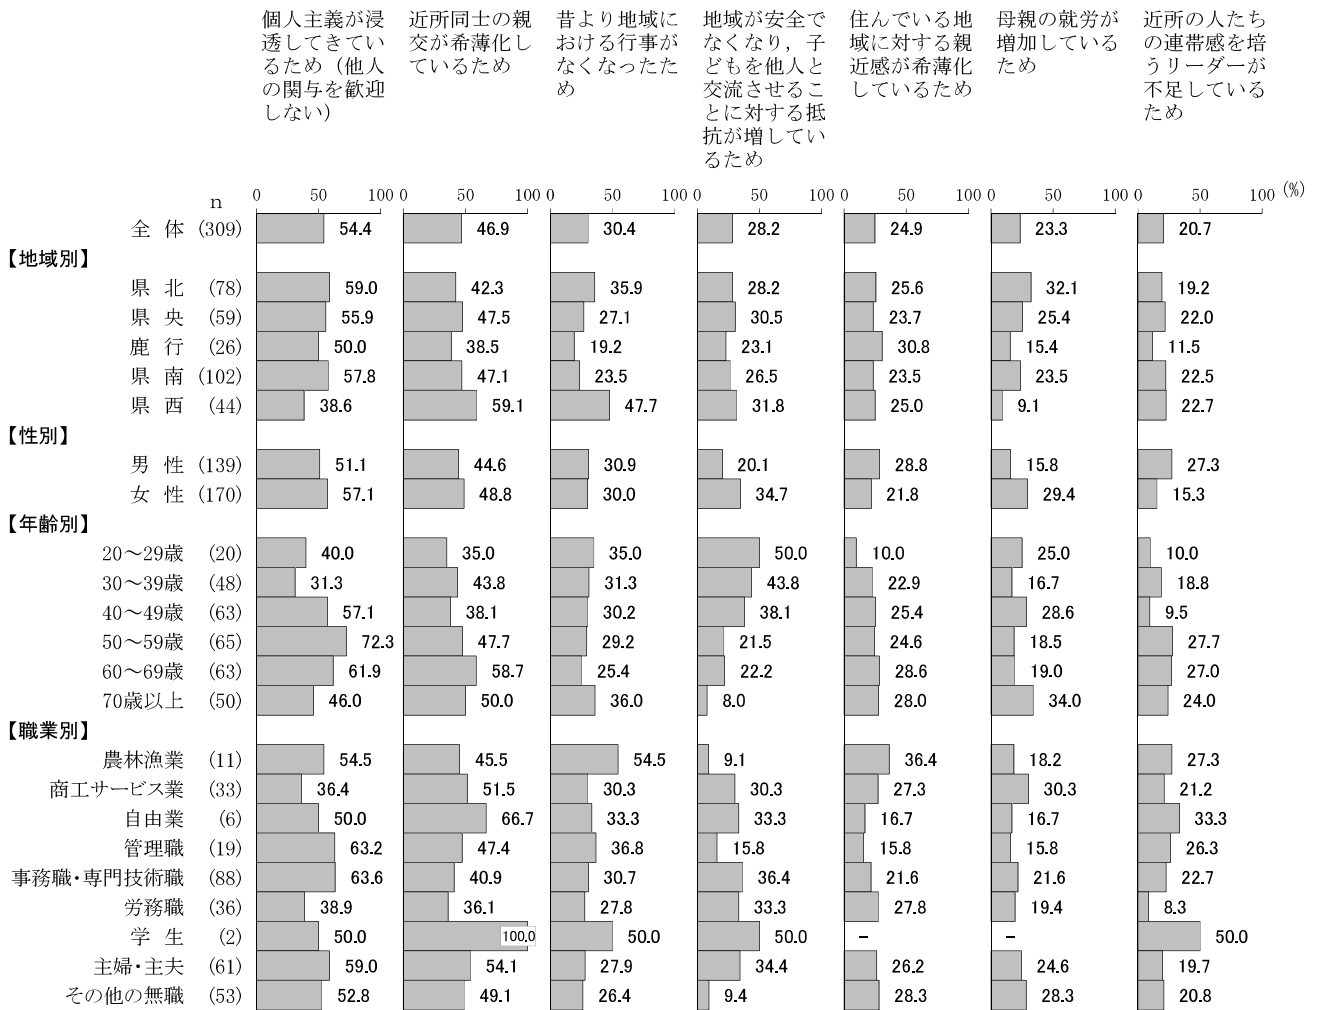 個人主義が浸
透してきてい
るため（他人
の関与を歓迎
しない）
近所同士の親
交が希薄化し
ているため
昔より地域に
おける行事が
なくなったた
め
地域が安全で
なくなり，子
どもを他人と
交流させるこ
とに対する抵
抗が増してい
るため
住んでいる地
域に対する親
近感が希薄化
しているため
母親の就労が
増加している
ため
近所の人たち
の連帯感を培
うリーダーが
不足している
ため
n 0 50 100 0 50 100 0 50 100 0 50 100 0 50 100 0 50 100 0 50 100 (%)
全 体 (309) 54.4 46.9 30.4 28.2 24.9 23.3 20.7
【地域別】
県 北 (78) 59.0 42.3 35.9 28.2 25.6 32.1 19.2
県 央 (59) 55.9 47.5 27.1 30.5 23.7 25.4 22.0
鹿 行 (26) 50.0 38.5 19.2 23.1 30.8 15.4 11.5
県 南 (102) 57.8 47.1 23.5 26.5 23.5 23.5 22.5
県 西 (44) 38.6 59.1 47.7 31.8 25.0 9.1 22.7
【性別】
男 性 (139) 51.1 44.6 30.9 20.1 28.8 15.8 27.3
女 性 (170) 57.1 48.8 30.0 34.7 21.8 29.4 15.3
【年齢別】
20～29歳 (20) 40.0 35.0 35.0 50.0 10.0 25.0 10.0
30～39歳 (48) 31.3 43.8 31.3 43.8 22.9 16.7 18.8
40～49歳 (63) 57.1 38.1 30.2 38.1 25.4 28.6 9.5
50～59歳 (65) 72.3 47.7 29.2 21.5 24.6 18.5 27.7
60～69歳 (63) 61.9 58.7 25.4 22.2 28.6 19.0 27.0
70歳以上 (50) 46.0 50.0 36.0 8.0 28.0 34.0 24.0
【職業別】
農林漁業 (11) 54.5 45.5 54.5 9.1 36.4 18.2 27.3
商工サービス業 (33) 36.4 51.5 30.3 30.3 27.3 30.3 21.2
自由業 (6) 50.0 66.7 33.3 33.3 16.7 16.7 33.3
管理職 (19) 63.2 47.4 36.8 15.8 15.8 15.8 26.3
事務職・専門技術職 (88) 63.6 40.9 30.7 36.4 21.6 21.6 22.7
労務職 (36) 38.9 36.1 27.8 33.3 27.8 19.4 8.3
学 生 (2) 50.0 100.0 50.0 50.0 － － 50.0
主婦・主夫 (61) 59.0 54.1 27.9 34.4 26.2 24.6 19.7
その他の無職 (53) 52.8 49.1 26.4 9.4 28.3 28.3 20.8